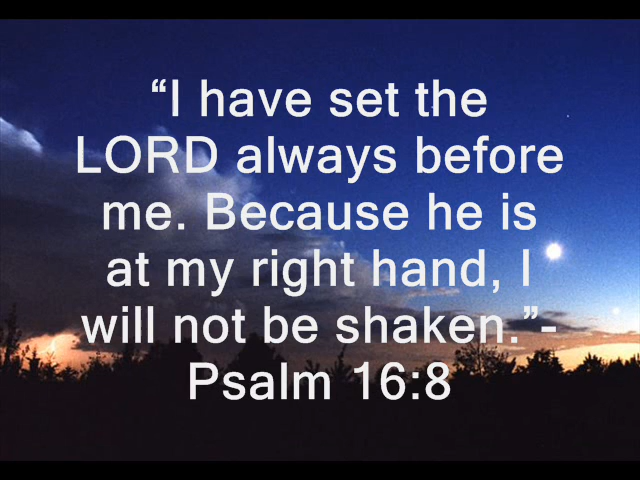 “I have set the
LORD always before
me. Because he is
at my right hand, I
will not be shaken.”-
Psalm 16:8